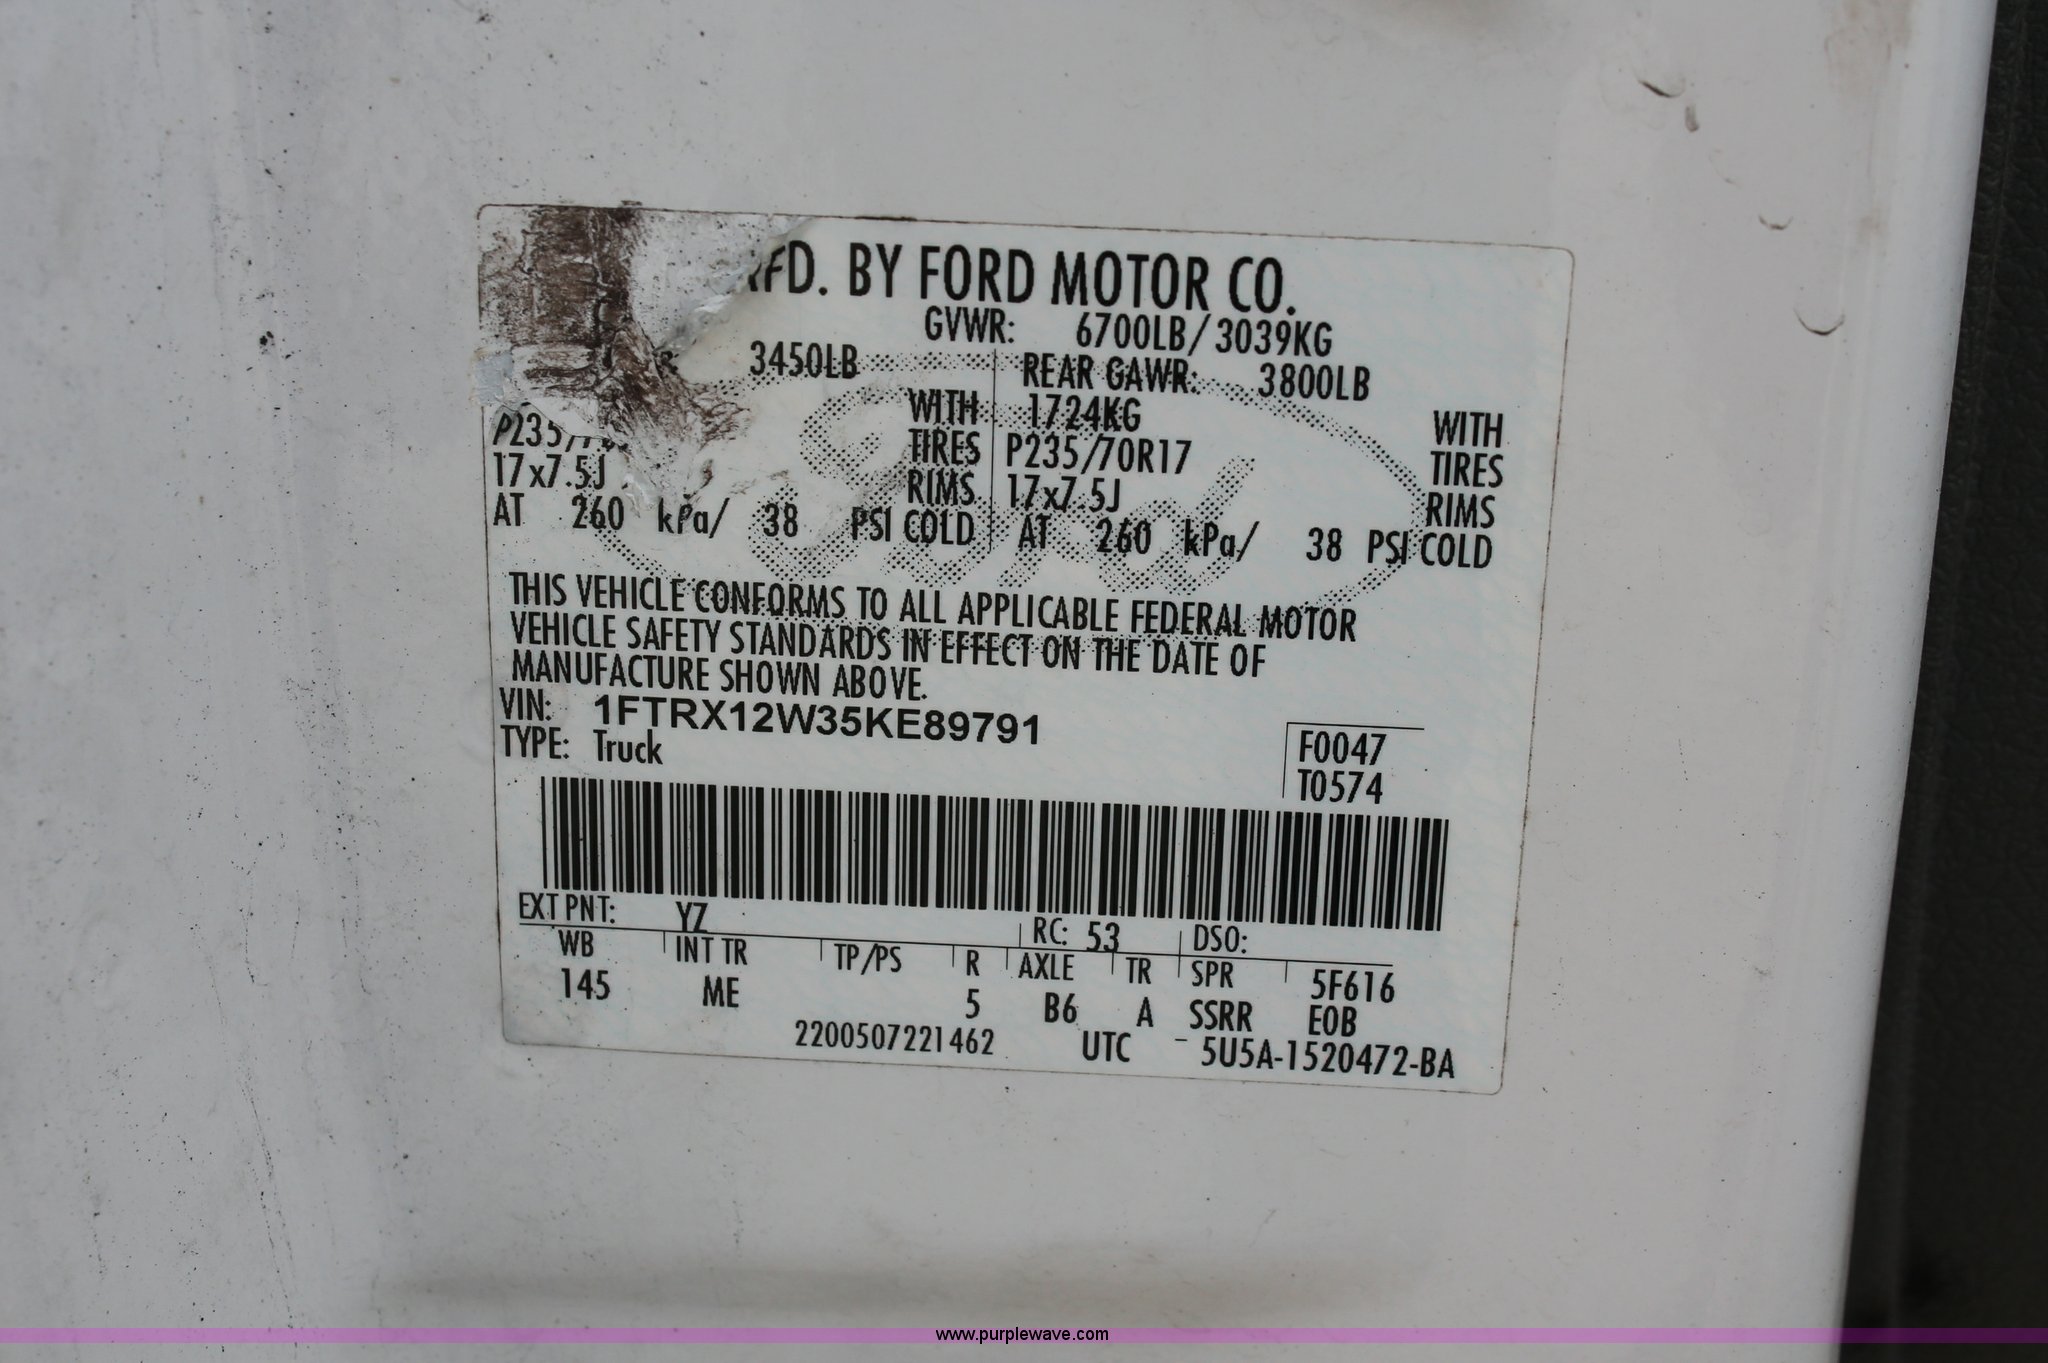 MFD. BY FORD MOTOR CO.
GVWR: 6700LB/3039KG
3450LB REAR GAWR: 3800LB
WITH 1724KG WITH
TIRES P235/70R17 TIRES
17x7.5J RIMS 17x7.5J RIMS
AT 260 kPa/ 38 PSI COLD AT 260 kPa/ 38 PSI COLD
THIS VEHICLE CONFORMS TO ALL APPLICABLE FEDERAL MOTOR
VEHICLE SAFETY STANDARDS IN EFFECT ON THE DATE OF
MANUFACTURE SHOWN ABOVE.
VIN: 1FTRX12W35KE89791
TYPE: Truck
F0047
T0574
EXT PNT: YZ RC: 53 DSO:
WB INT TR TP/PS R AXLE TR SPR 5F616
145 ME 5 B6 A SSRR E0B
2200507221462 UTC 5U5A-1520472-BA
Ford
www.purplewave.com